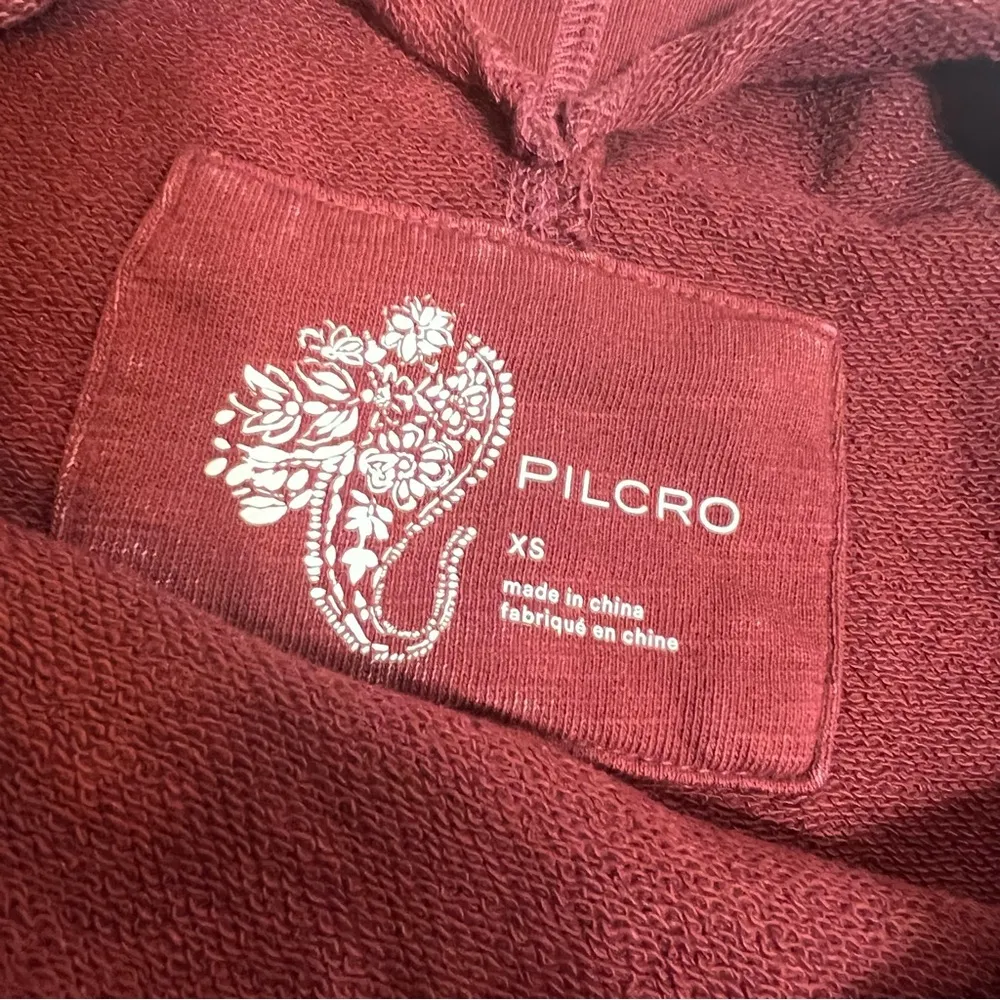 PILCRO
XS
made in china
fabriqué en chine